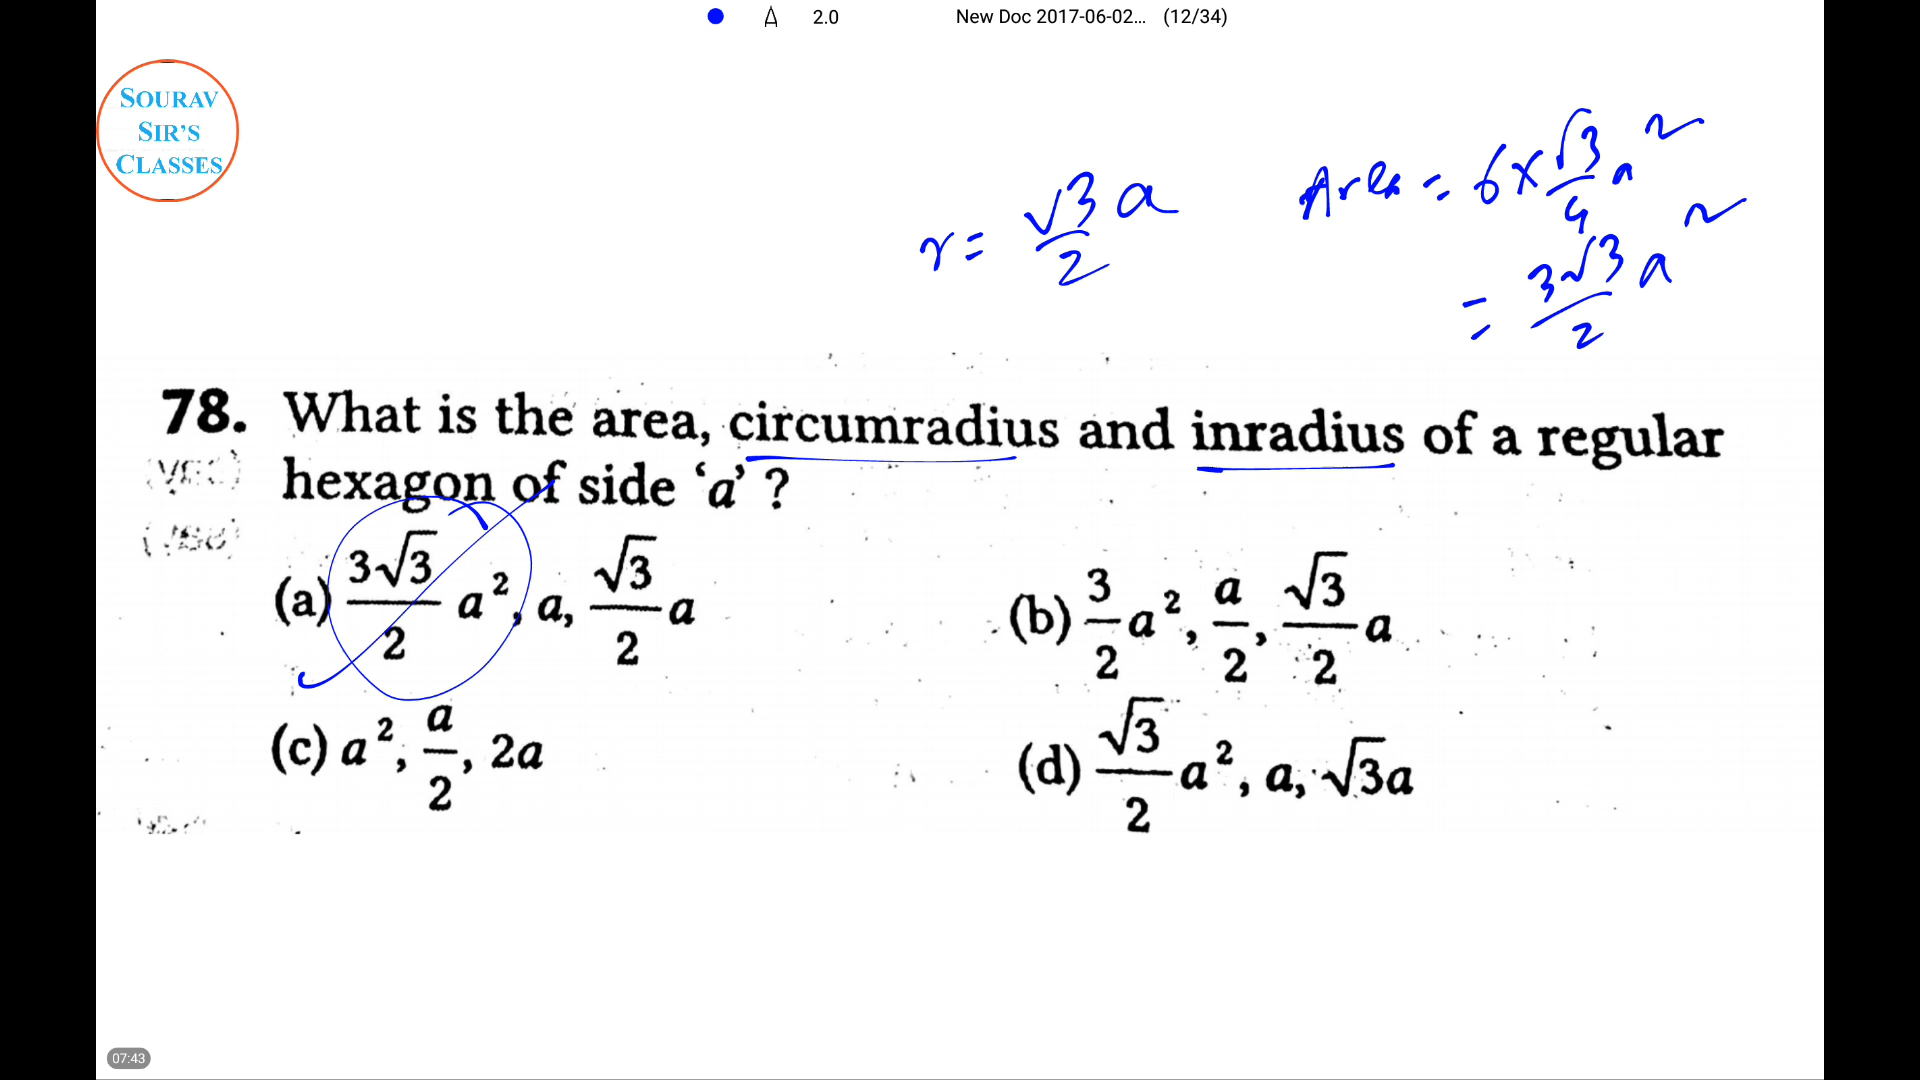 2.0 New Doc 2017-06-02... (12/34)
SOURAV
SIR'S
CLASSES
r = √3/2 a
Area = 6 × √3/4 a²
= 3√3/2 a²
78. What is the area, circumradius and inradius of a regular
hexagon of side ‘a’ ?
(a) 3√3/2 a², a, √3/2 a
(b) 3/2 a², a/2, √3/2 a
(c) a², a/2, 2a
(d) √3/2 a², a, √3a
07:43